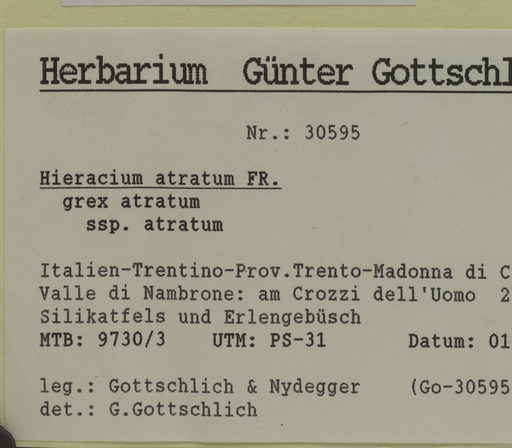 Herbarium Günter Gottschl
Nr.: 30595
Hieracium atratum FR.
grex atratum
ssp. atratum
Italien-Trentino-Prov.Trento-Madonna di C
Valle di Nambrone: am Crozzi dell'Uomo 2
Silikatfels und Erlengebüsch
MTB: 9730/3 UTM: PS-31 Datum: 01
leg.: Gottschlich & Nydegger (Go-30595
det.: G.Gottschlich